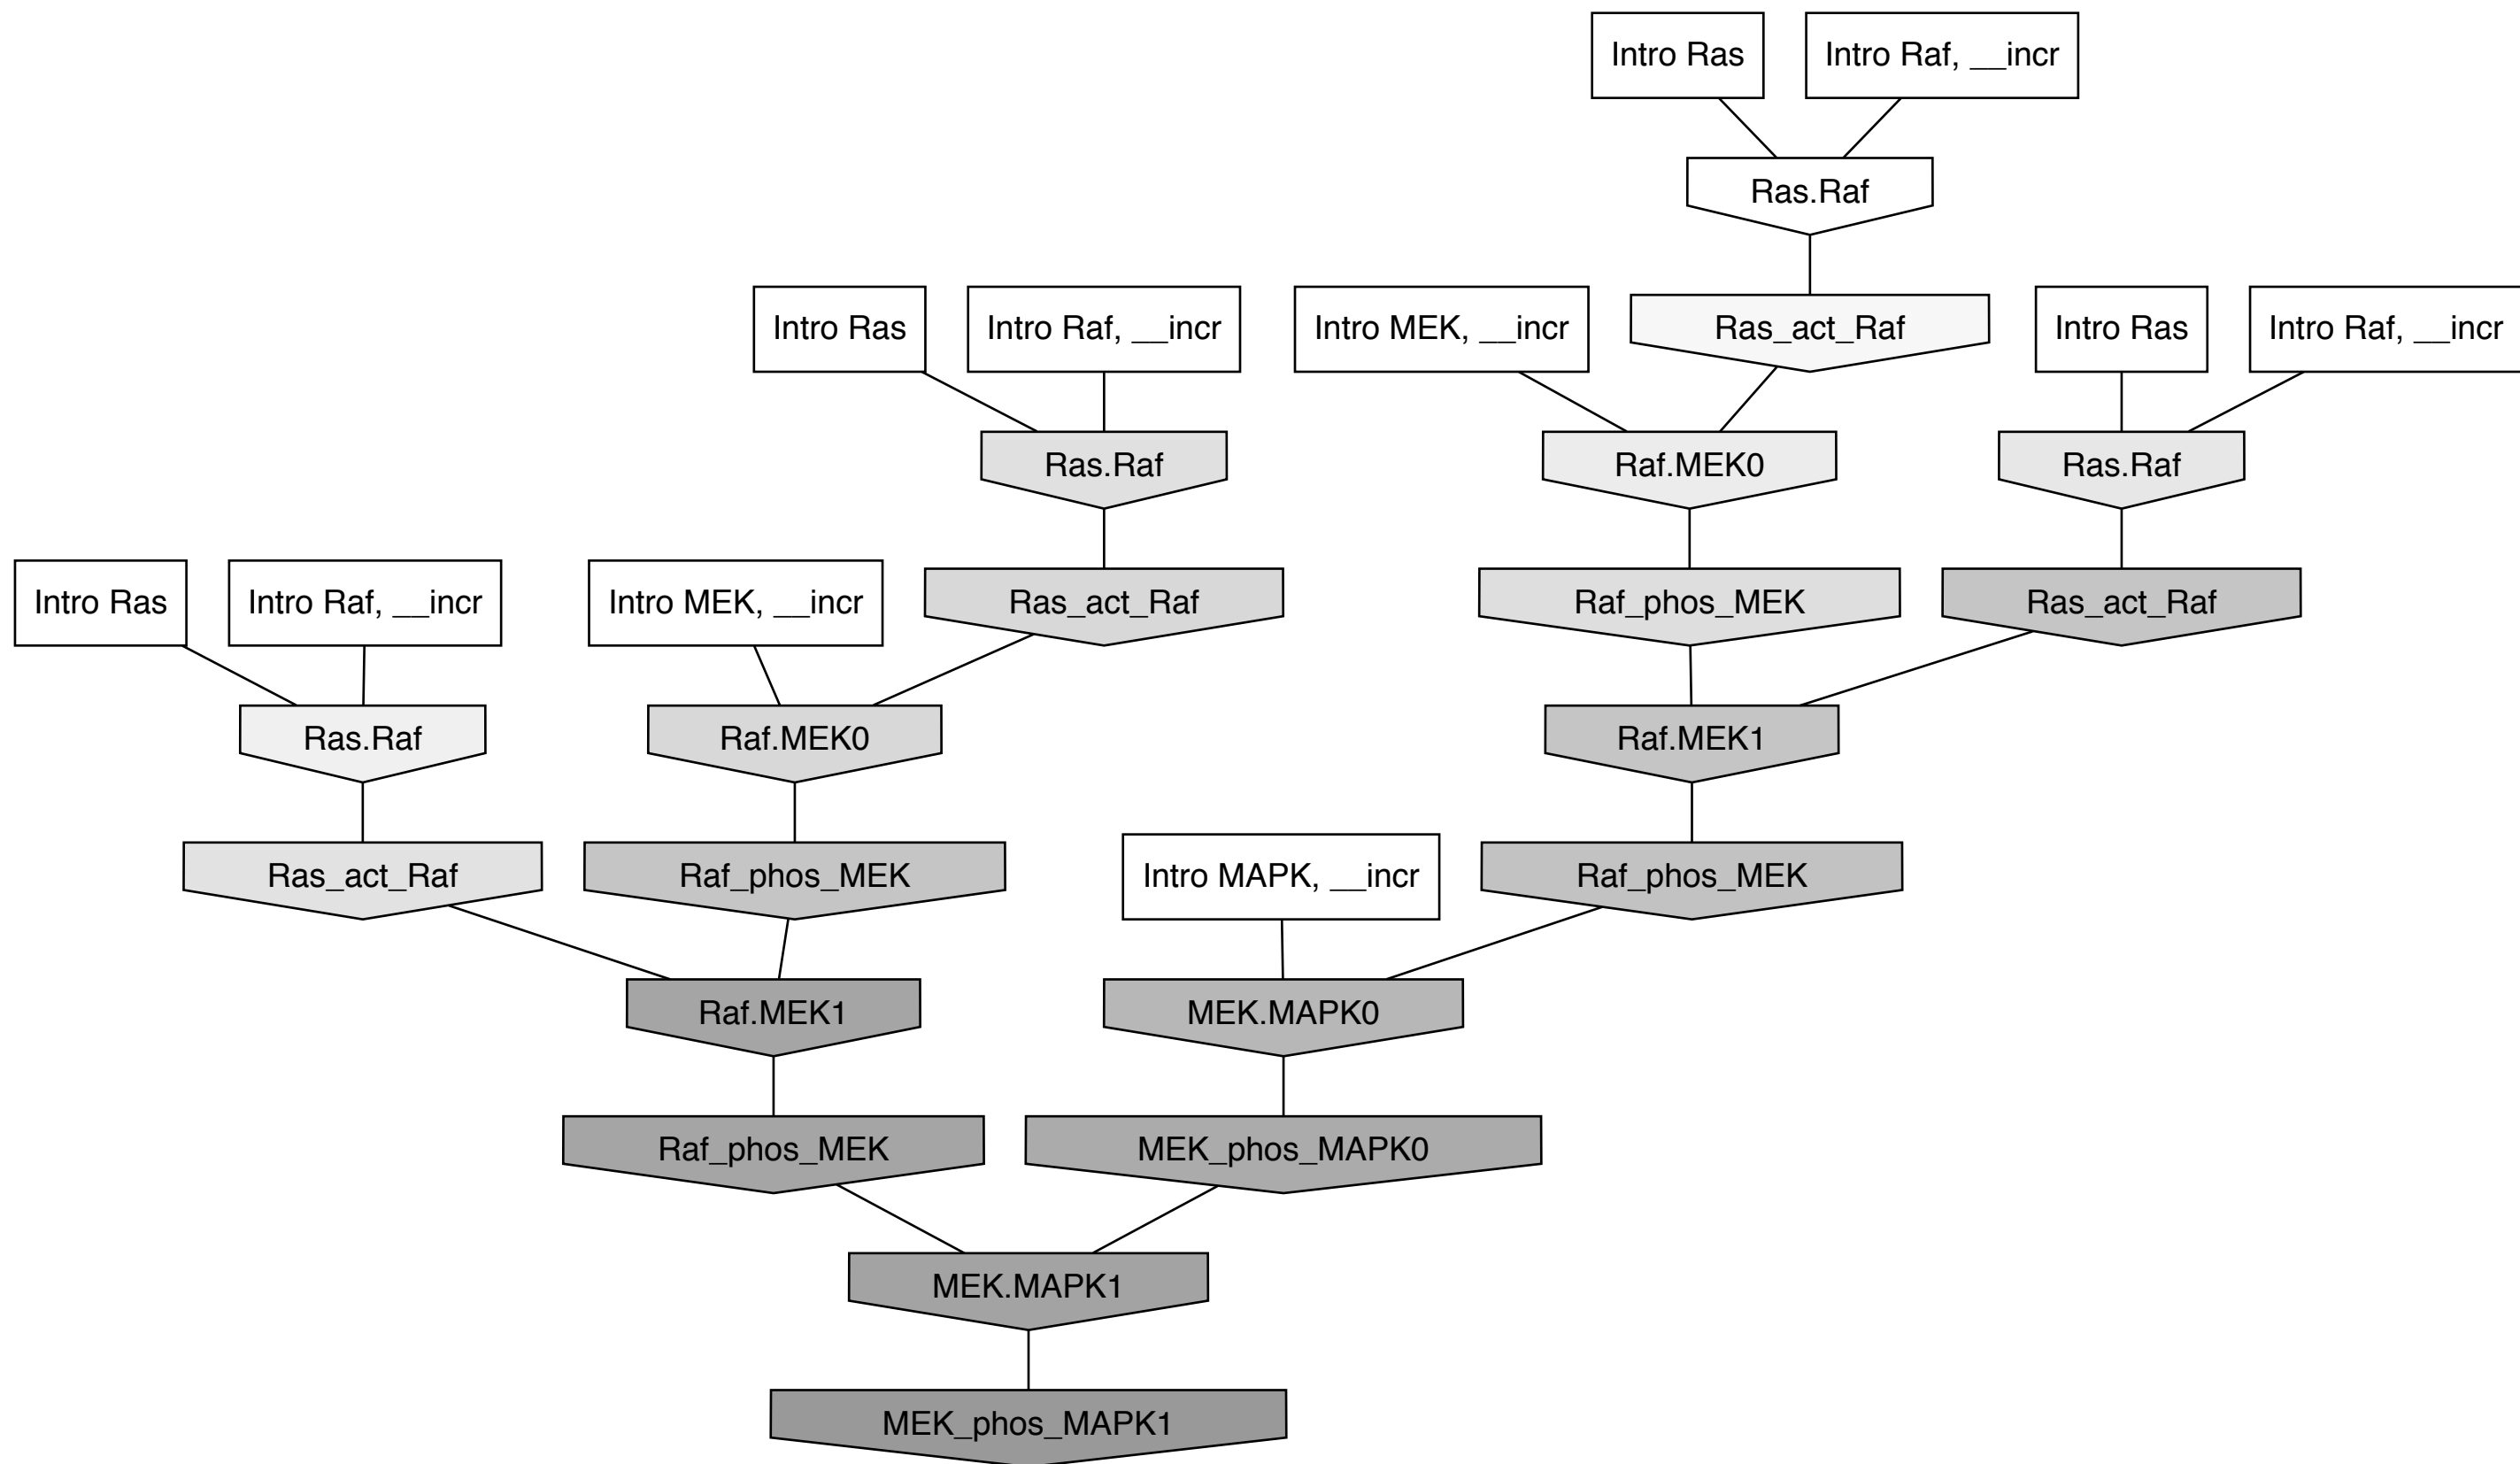 Intro Ras
Intro Raf, __incr
Ras.Raf
Intro Ras
Intro Raf, __incr
Intro MEK, __incr
Ras_act_Raf
Intro Ras
Intro Raf, __incr
Ras.Raf
Raf.MEK0
Ras.Raf
Intro Ras
Intro Raf, __incr
Intro MEK, __incr
Ras_act_Raf
Raf_phos_MEK
Ras_act_Raf
Ras.Raf
Raf.MEK0
Raf.MEK1
Ras_act_Raf
Raf_phos_MEK
Intro MAPK, __incr
Raf_phos_MEK
Raf.MEK1
MEK.MAPK0
Raf_phos_MEK
MEK_phos_MAPK0
MEK.MAPK1
MEK_phos_MAPK1